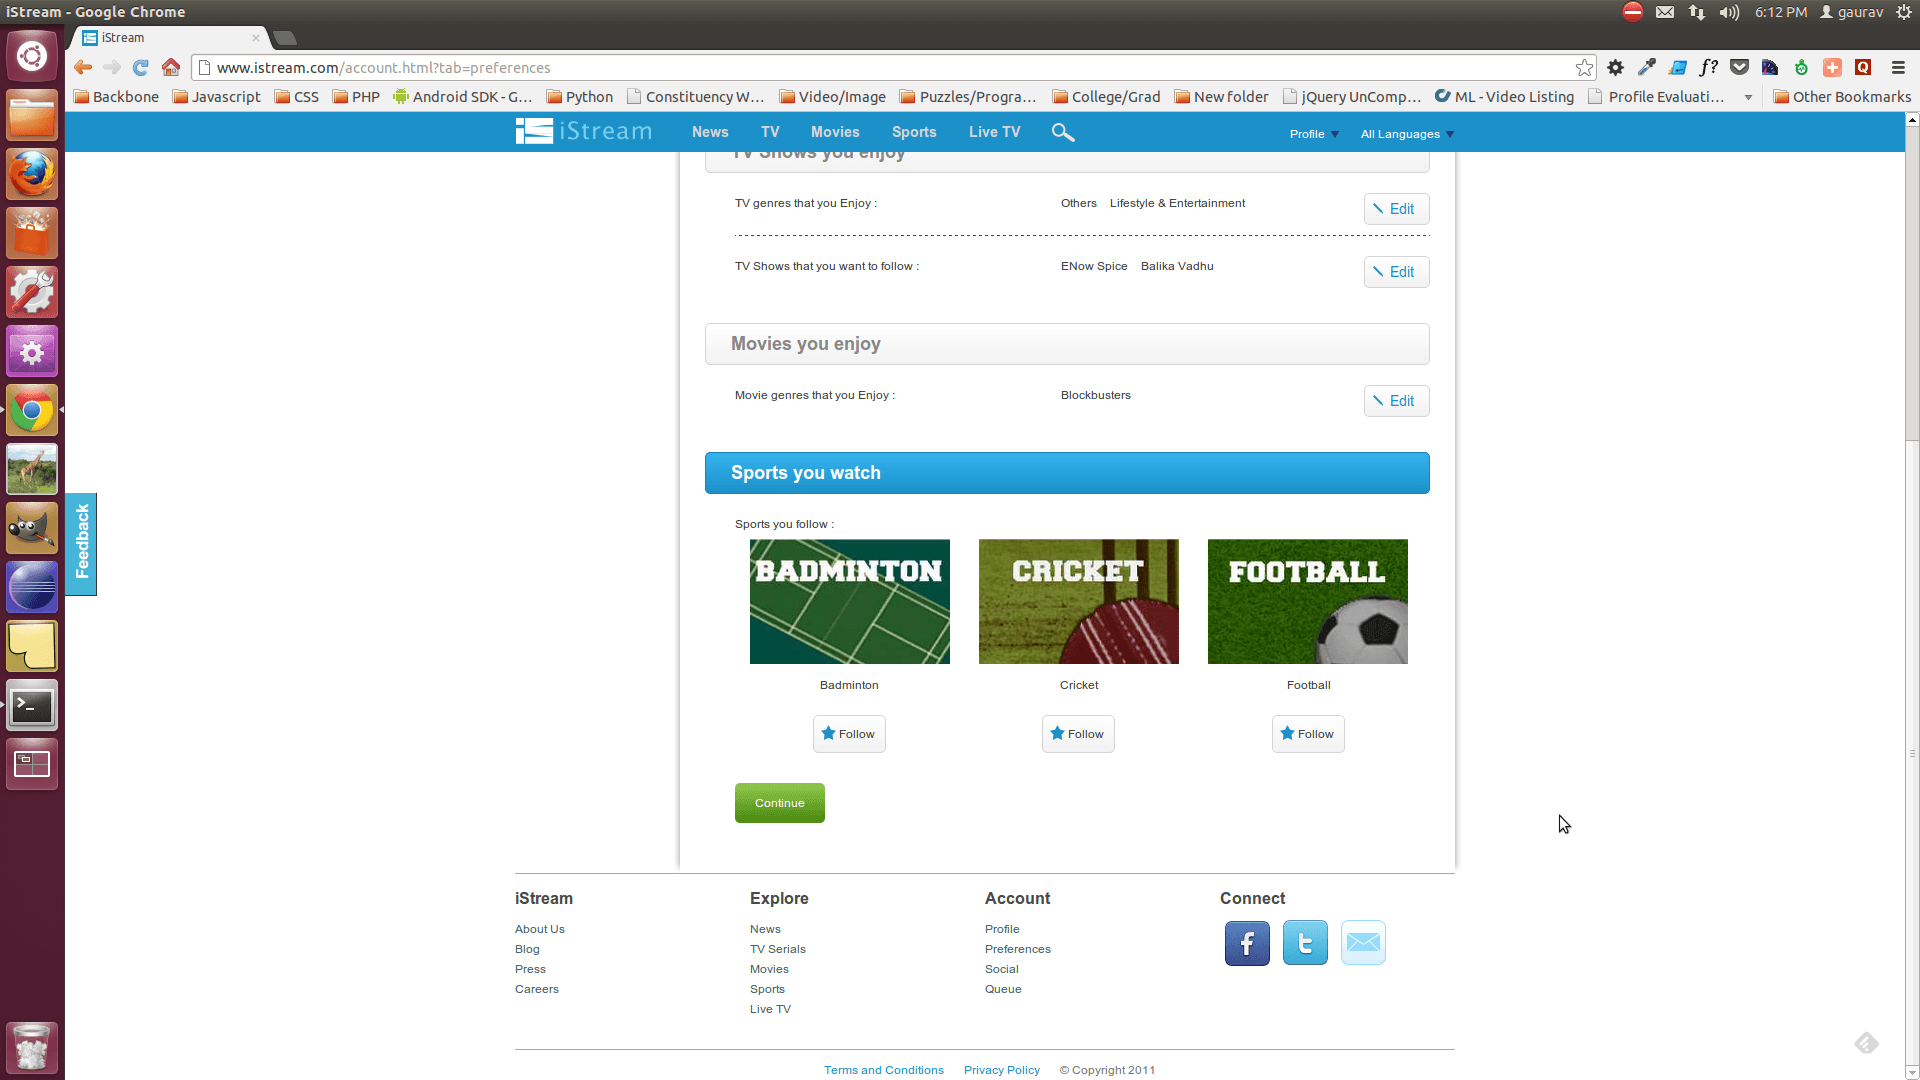 iStream - Google Chrome
6:12 PM gaurav
iStream
www.istream.com/account.html?tab=preferences
Backbone Javascript CSS PHP Android SDK - G... Python Constituency W... Video/Image Puzzles/Progra... College/Grad New folder jQuery UnComp... ML - Video Listing Profile Evaluati... Other Bookmarks
iStream News TV Movies Sports Live TV Profile All Languages
TV Shows you enjoy
TV genres that you Enjoy : Others Lifestyle & Entertainment Edit
TV Shows that you want to follow : ENow Spice Balika Vadhu Edit
Movies you enjoy
Movie genres that you Enjoy : Blockbusters Edit
Sports you watch
Feedback
Sports you follow :
BADMINTON CRICKET FOOTBALL
Badminton Cricket Football
Follow Follow Follow
Continue
iStream Explore Account Connect
About Us News Profile
Blog TV Serials Preferences
Press Movies Social
Careers Sports Queue
Live TV
Terms and Conditions Privacy Policy © Copyright 2011